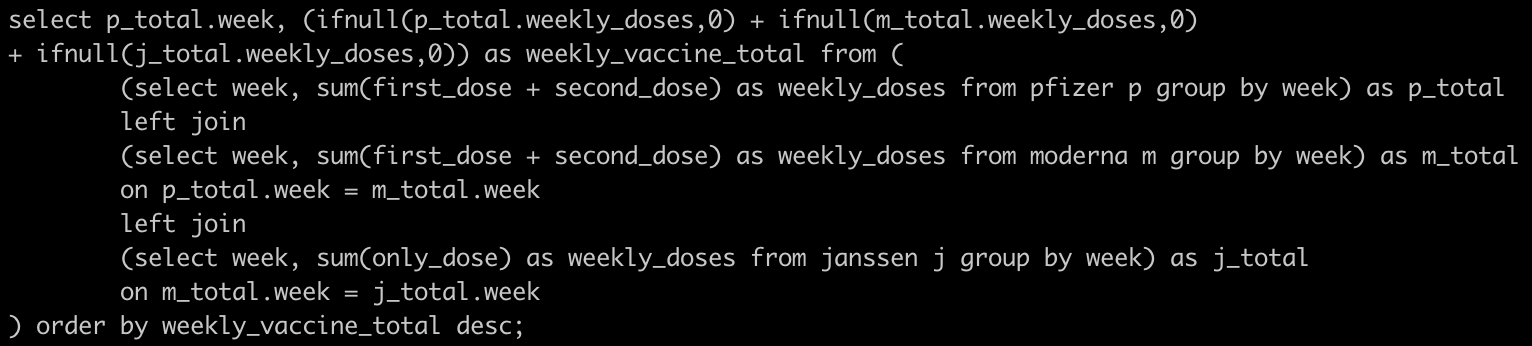 select p_total.week, (ifnull(p_total.weekly_doses,0) + ifnull(m_total.weekly_doses,0)
+ ifnull(j_total.weekly_doses,0)) as weekly_vaccine_total from (
        (select week, sum(first_dose + second_dose) as weekly_doses from pfizer p group by week) as p_total
        left join
        (select week, sum(first_dose + second_dose) as weekly_doses from moderna m group by week) as m_total
        on p_total.week = m_total.week
        left join
        (select week, sum(only_dose) as weekly_doses from janssen j group by week) as j_total
        on m_total.week = j_total.week
) order by weekly_vaccine_total desc;